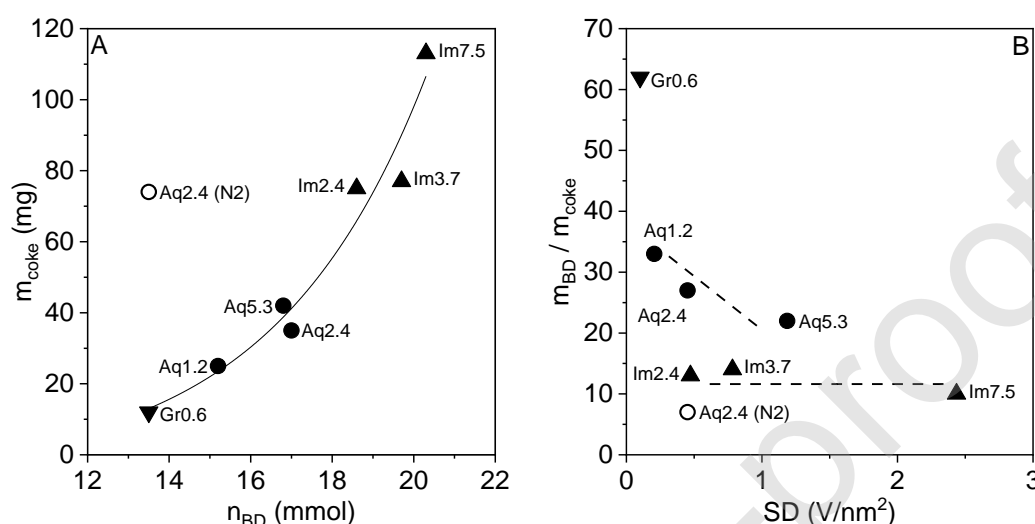 A
120
100
80
60
40
20
0
Im7.5
Im2.4
Im3.7
Aq2.4 (N2)
Aq5.3
Aq2.4
Aq1.2
Gr0.6
12 14 16 18 20 22
n_BD (mmol)
m_coke (mg)
B
70
60
50
40
30
20
10
0
Gr0.6
Aq1.2
Aq2.4
Aq5.3
Im2.4
Im3.7
Im7.5
Aq2.4 (N2)
0 1 2 3
SD (V/nm²)
m_BD / m_coke
proof